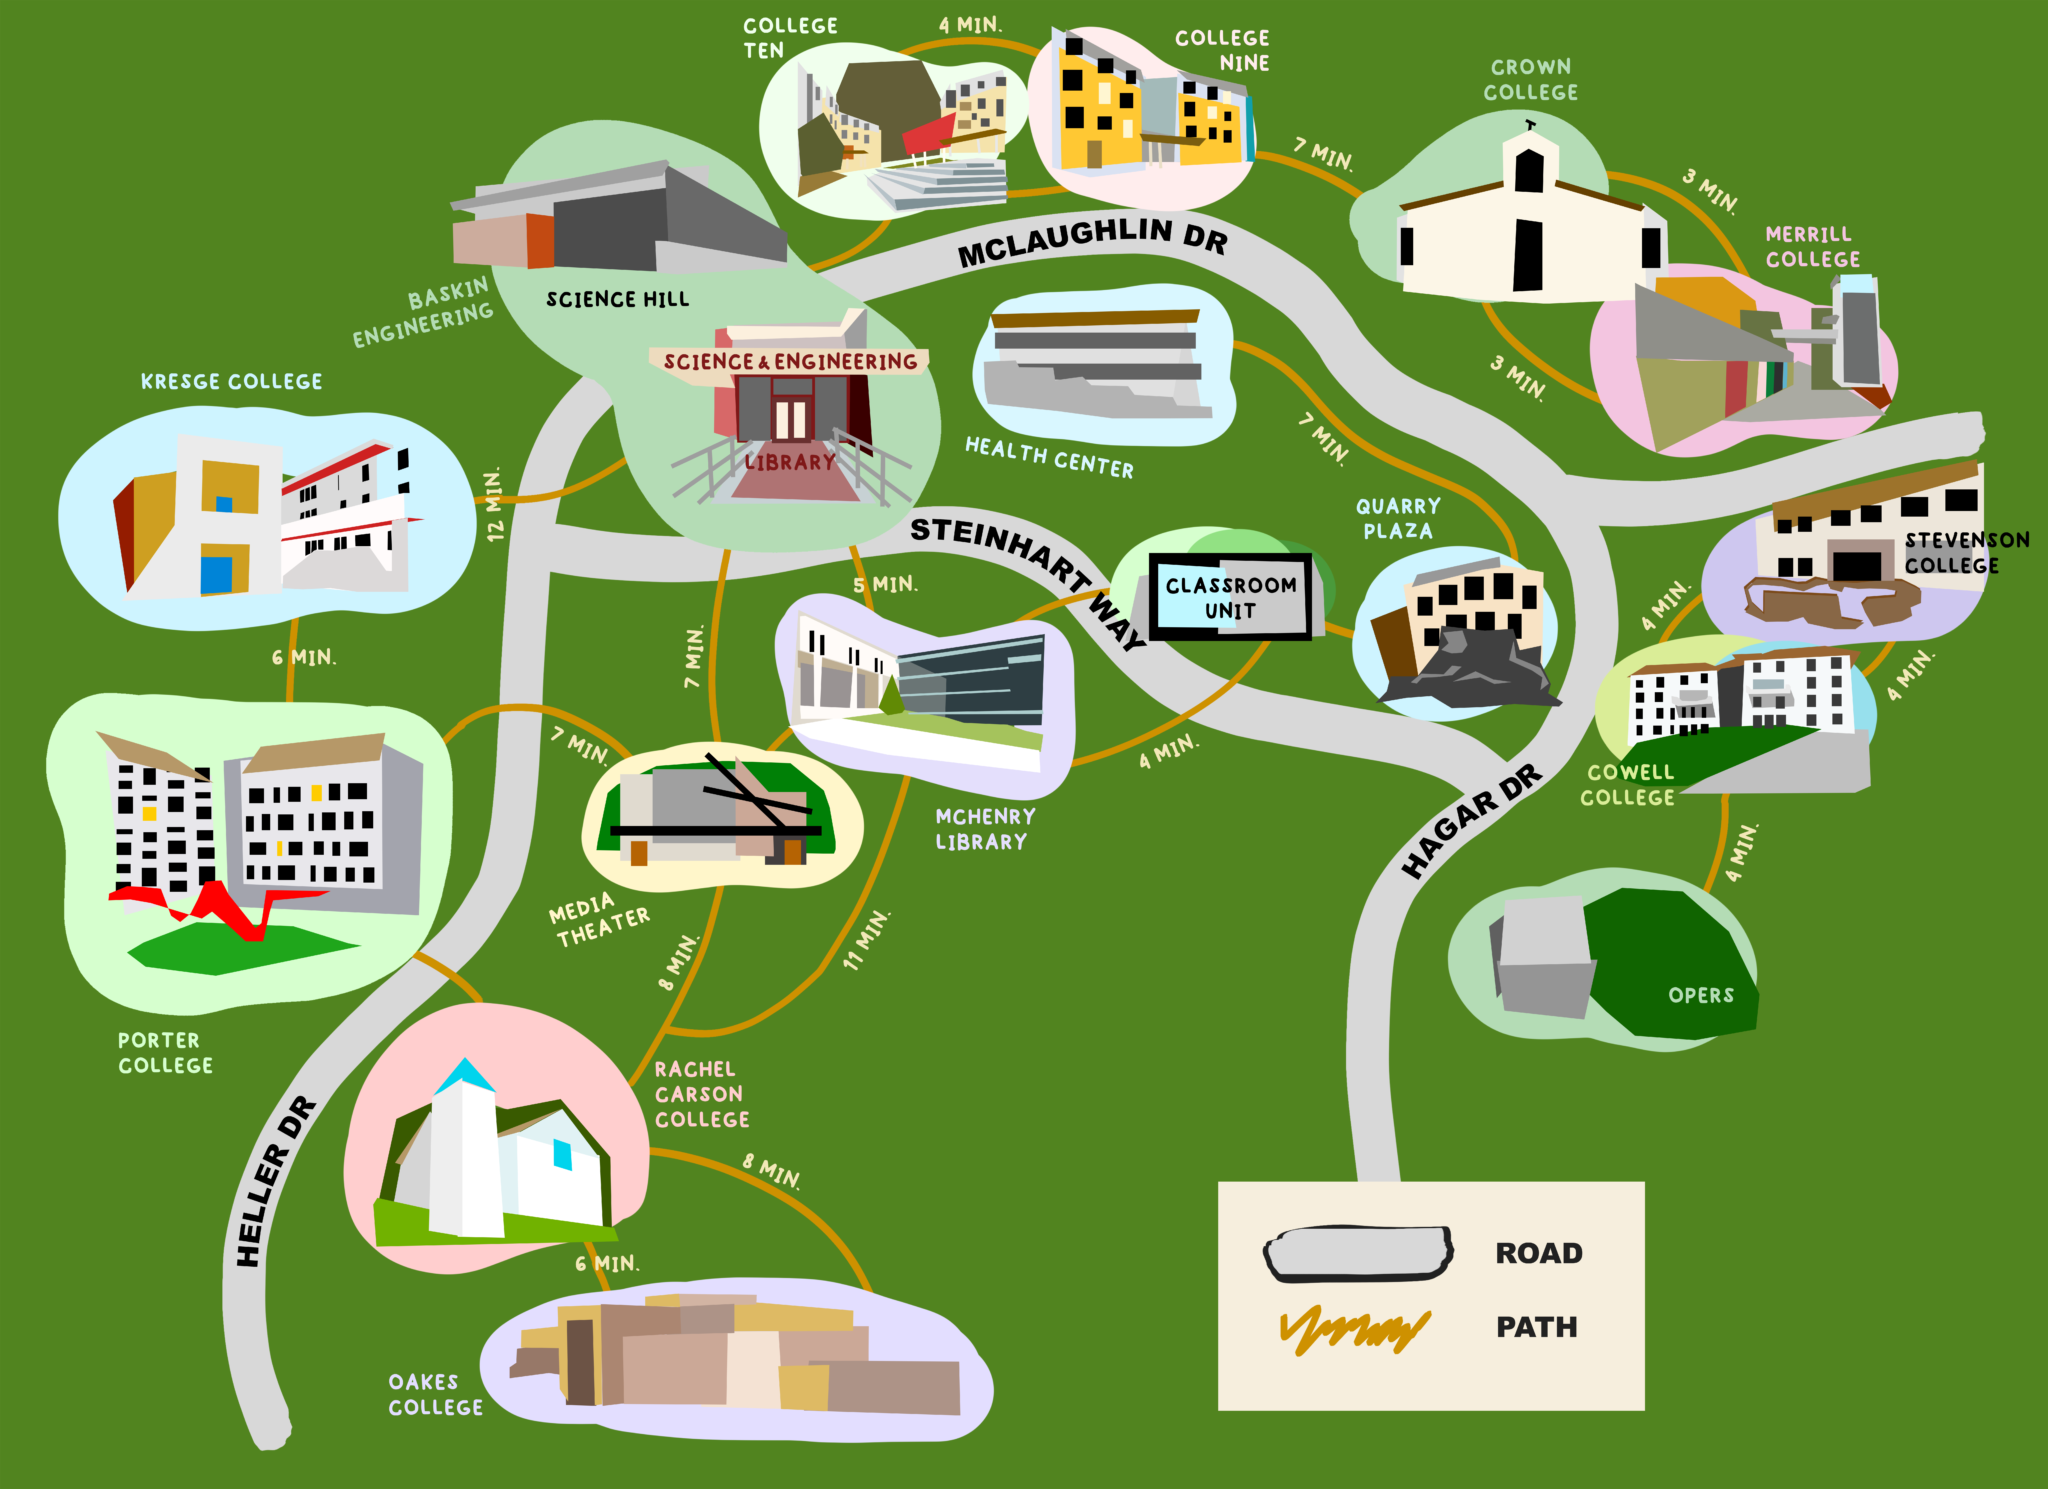 COLLEGE
TEN
4 MIN.
COLLEGE
NINE
7 MIN.
CROWN
COLLEGE
3 MIN.
MERRILL
COLLEGE
3 MIN.
MCLAUGHLIN DR
BASKIN
ENGINEERING
SCIENCE HILL
SCIENCE & ENGINEERING
LIBRARY
HEALTH CENTER
7 MIN.
QUARRY
PLAZA
KRESGE COLLEGE
12 MIN.
STEINHART WAY
CLASSROOM
UNIT
STEVENSON
COLLEGE
4 MIN.
4 MIN.
5 MIN.
6 MIN.
7 MIN.
7 MIN.
4 MIN.
MCHENRY
LIBRARY
COWELL
COLLEGE
HAGAR DR
4 MIN.
MEDIA
THEATER
8 MIN.
11 MIN.
OPERS
PORTER
COLLEGE
RACHEL
CARSON
COLLEGE
HELLER DR
8 MIN.
6 MIN.
OAKES
COLLEGE
ROAD
PATH